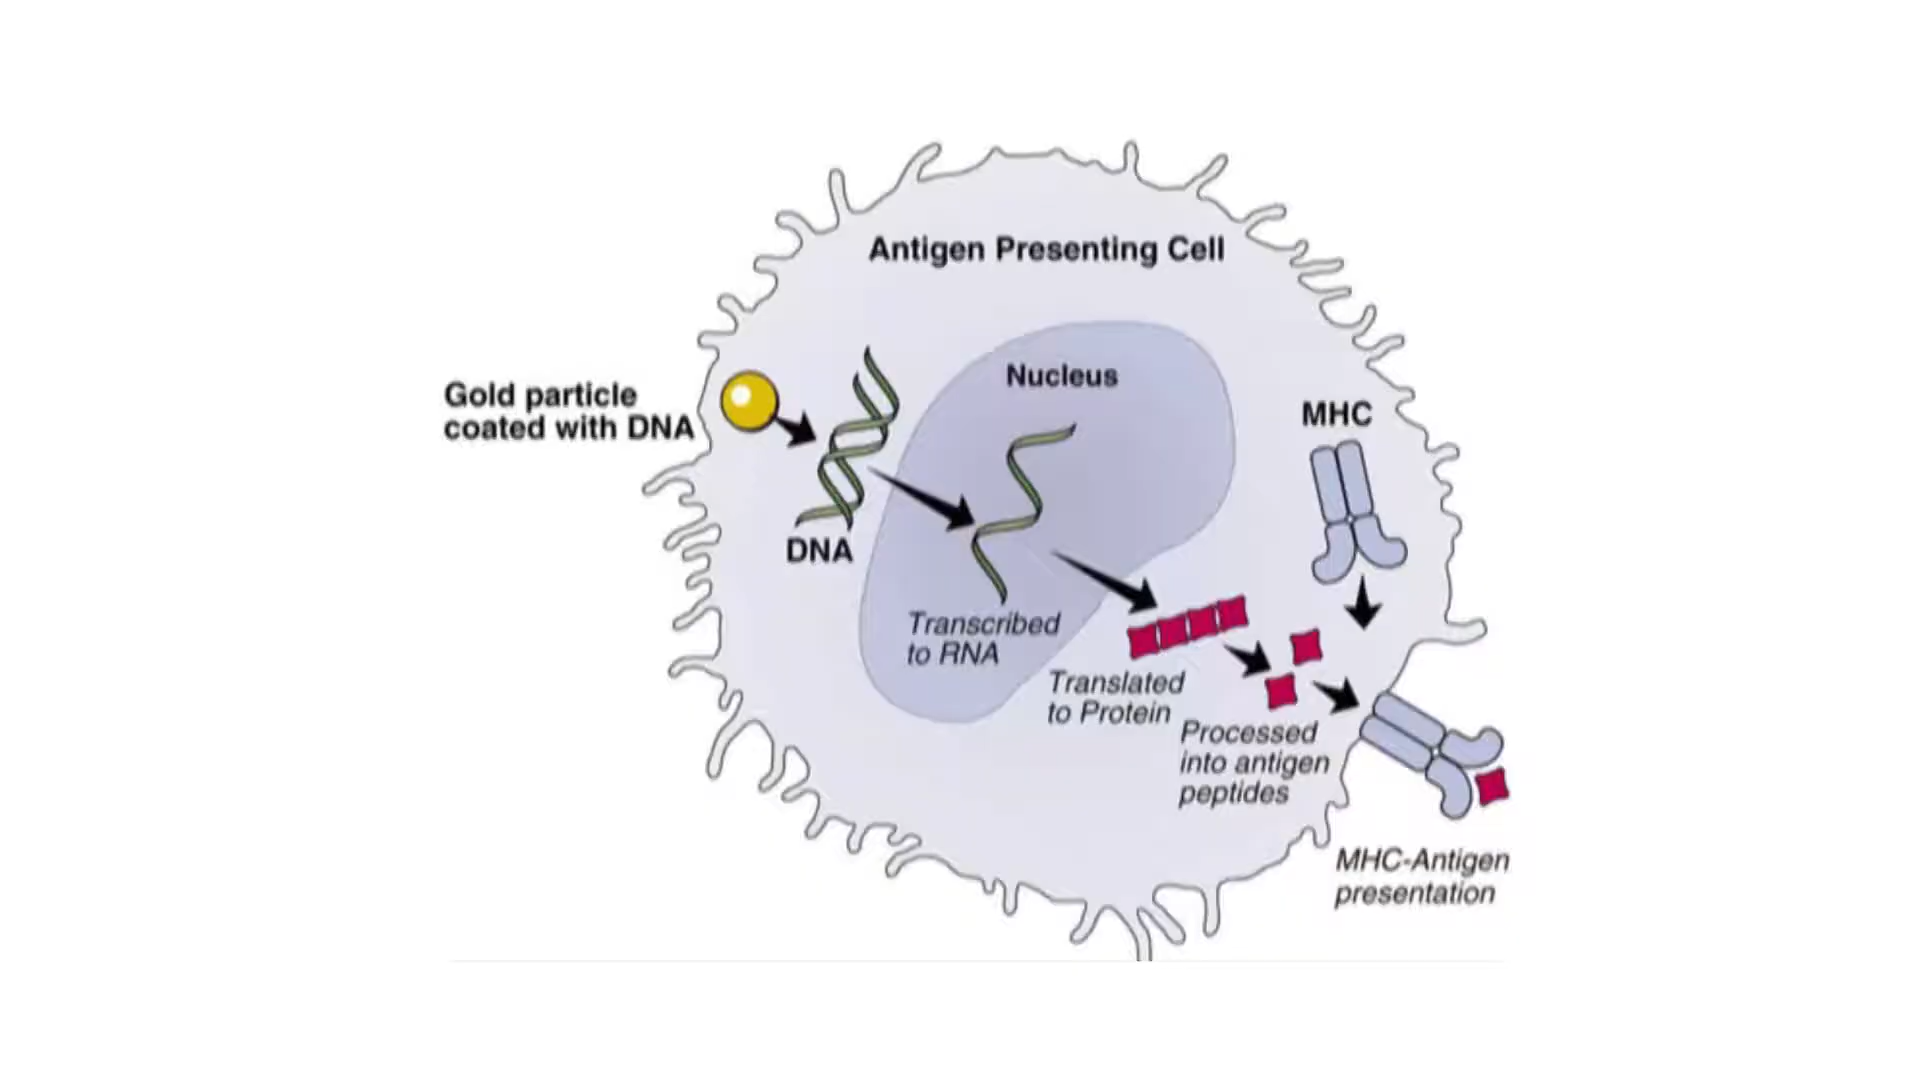 Antigen Presenting Cell
Nucleus
Gold particle
coated with DNA
MHC
DNA
Transcribed
to RNA
Translated
to Protein
Processed
into antigen
peptides
MHC-Antigen
presentation